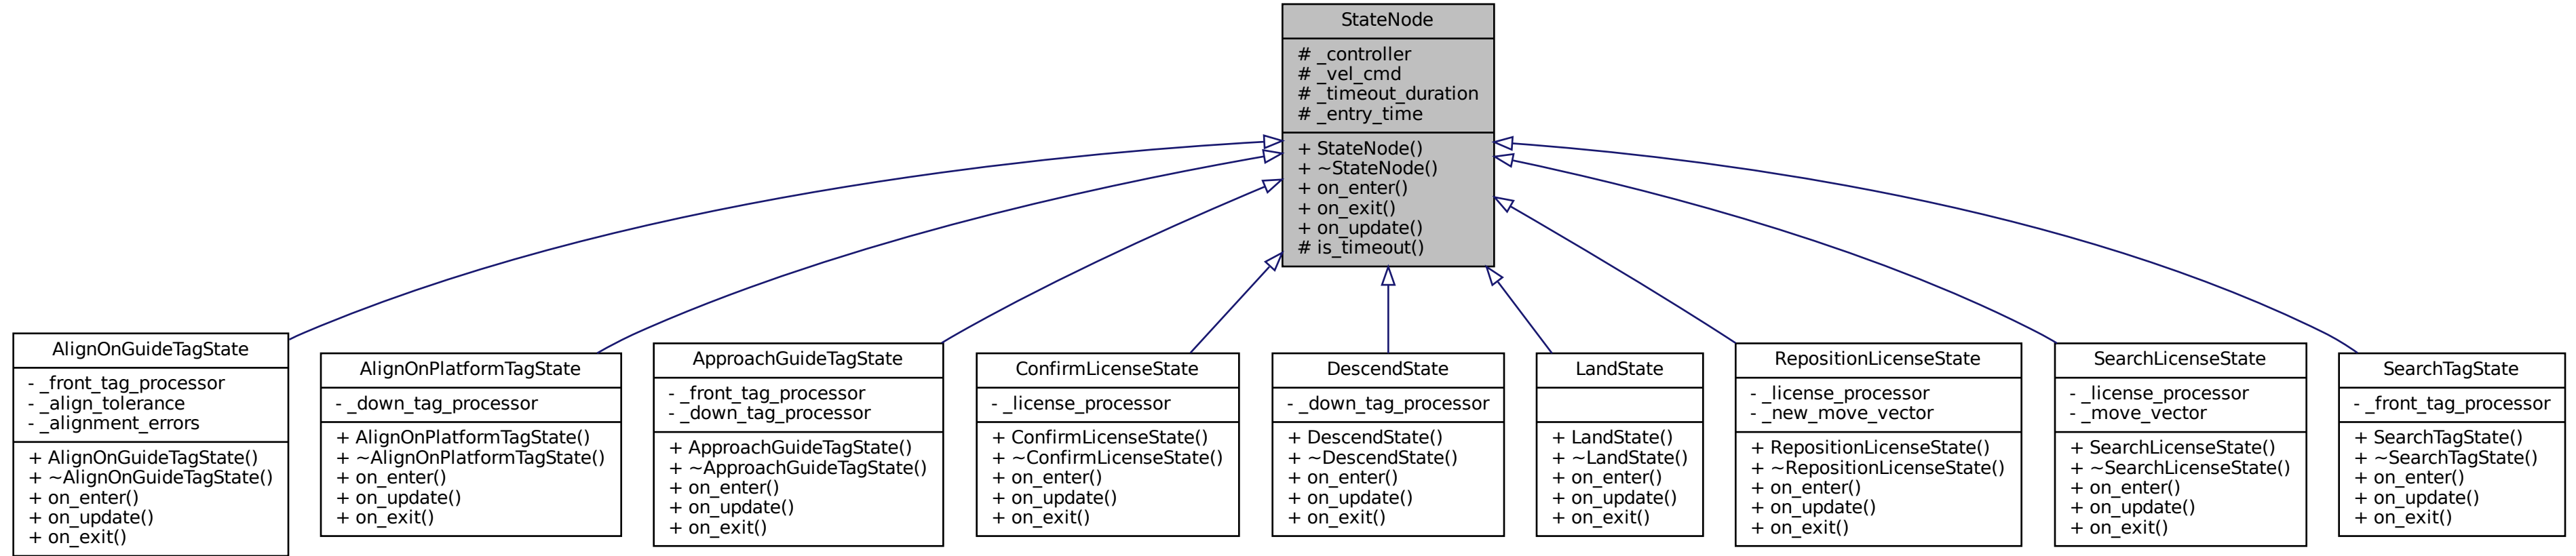 StateNode
# _controller
# _vel_cmd
# _timeout_duration
# _entry_time
+ StateNode()
+ ~StateNode()
+ on_enter()
+ on_exit()
+ on_update()
# is_timeout()
AlignOnGuideTagState
- _front_tag_processor
- _align_tolerance
- _alignment_errors
+ AlignOnGuideTagState()
+ ~AlignOnGuideTagState()
+ on_enter()
+ on_update()
+ on_exit()
AlignOnPlatformTagState
- _down_tag_processor
+ AlignOnPlatformTagState()
+ ~AlignOnPlatformTagState()
+ on_enter()
+ on_update()
+ on_exit()
ApproachGuideTagState
- _front_tag_processor
- _down_tag_processor
+ ApproachGuideTagState()
+ ~ApproachGuideTagState()
+ on_enter()
+ on_update()
+ on_exit()
ConfirmLicenseState
- _license_processor
+ ConfirmLicenseState()
+ ~ConfirmLicenseState()
+ on_enter()
+ on_update()
+ on_exit()
DescendState
- _down_tag_processor
+ DescendState()
+ ~DescendState()
+ on_enter()
+ on_update()
+ on_exit()
LandState
+ LandState()
+ ~LandState()
+ on_enter()
+ on_update()
+ on_exit()
RepositionLicenseState
- _license_processor
- _new_move_vector
+ RepositionLicenseState()
+ ~RepositionLicenseState()
+ on_enter()
+ on_update()
+ on_exit()
SearchLicenseState
- _license_processor
- _move_vector
+ SearchLicenseState()
+ ~SearchLicenseState()
+ on_enter()
+ on_update()
+ on_exit()
SearchTagState
- _front_tag_processor
+ SearchTagState()
+ ~SearchTagState()
+ on_enter()
+ on_update()
+ on_exit()